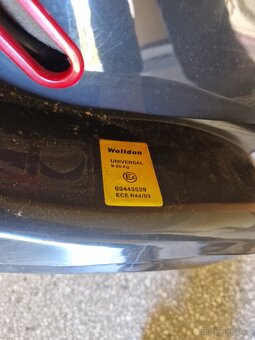 Welldon
UNIVERSAL
9-25 kg
E4
03443529
ECE R44/03